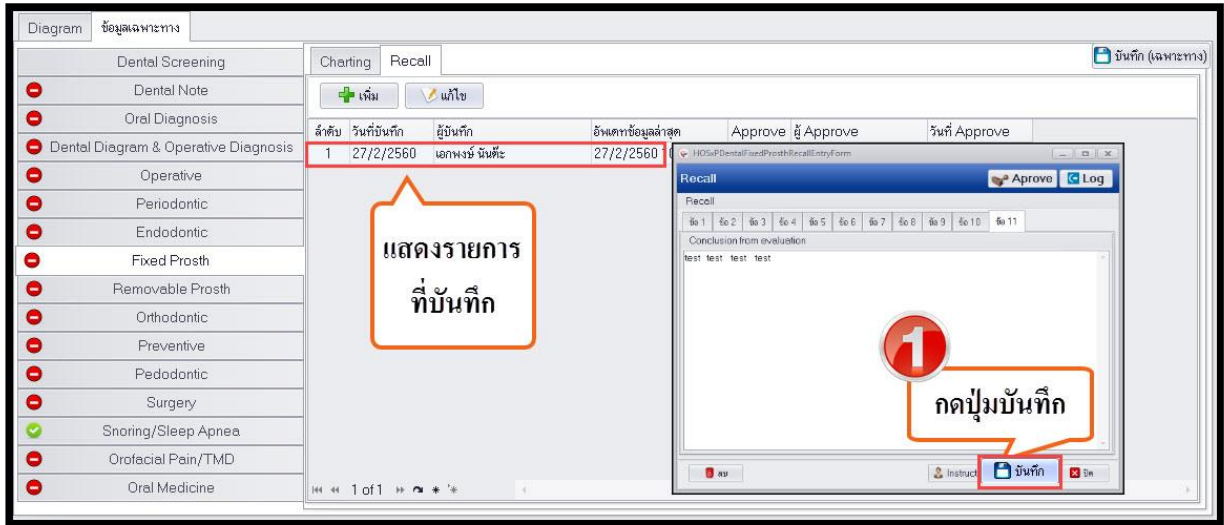 Diagram ข้อมูลเฉพาะทาง
Dental Screening
Dental Note
Oral Diagnosis
Dental Diagram & Operative Diagnosis
Operative
Periodontic
Endodontic
Fixed Prosth
Removable Prosth
Orthodontic
Preventive
Pedodontic
Surgery
Snoring/Sleep Apnea
Orofacial Pain/TMD
Oral Medicine
Charting Recall
บันทึก (เฉพาะทาง)
เพิ่ม แก้ไข
ลำดับ วันที่บันทึก ผู้บันทึก อัพเดทข้อมูลล่าสุด Approve ผู้ Approve วันที่ Approve
1 27/2/2560 เอกพงษ์ นันต๊ะ 27/2/2560
แสดงรายการ
ที่บันทึก
HOSxPDentalFixedProsthRecallEntryForm
Recall Aprove Log
Recall
ข้อ 1 ข้อ 2 ข้อ 3 ข้อ 4 ข้อ 5 ข้อ 6 ข้อ 7 ข้อ 8 ข้อ 9 ข้อ 10 ข้อ 11
Conclusion from evaluation
test test test test
1
กดปุ่มบันทึก
ลบ Instruct บันทึก ปิด
1 of 1